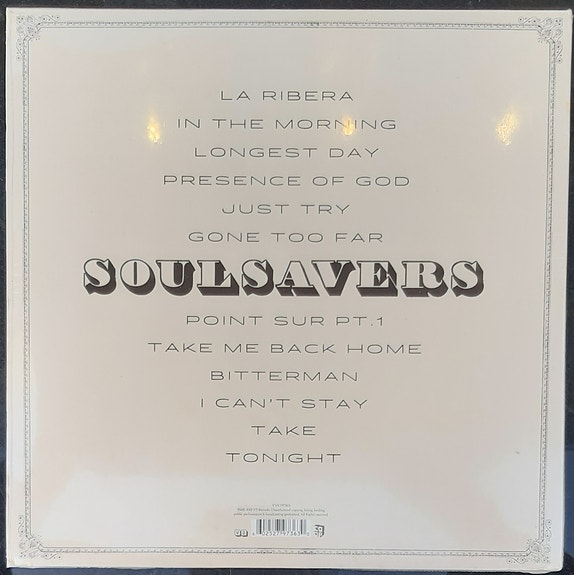 LA RIBERA
IN THE MORNING
LONGEST DAY
PRESENCE OF GOD
JUST TRY
GONE TOO FAR
SOULSAVERS
POINT SUR PT.1
TAKE ME BACK HOME
BITTERMAN
I CAN'T STAY
TAKE
TONIGHT